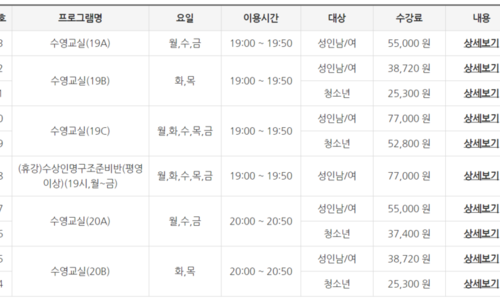 호 프로그램명 요일 이용시간 대상 수강료 내용
3 수영교실(19A) 월,수,금 19:00 ~ 19:50 성인남/여 55,000 원 상세보기
2 수영교실(19B) 화,목 19:00 ~ 19:50 성인남/여 38,720 원 상세보기
1 청소년 25,300 원 상세보기
0 수영교실(19C) 월,화,수,목,금 19:00 ~ 19:50 성인남/여 77,000 원 상세보기
9 청소년 52,800 원 상세보기
8 (휴강)수상인명구조준비반(평영
이상)(19시,월~금) 월,화,수,목,금 19:00 ~ 19:50 성인남/여 77,000 원 상세보기
7 수영교실(20A) 월,수,금 20:00 ~ 20:50 성인남/여 55,000 원 상세보기
6 청소년 37,400 원 상세보기
5 수영교실(20B) 화,목 20:00 ~ 20:50 성인남/여 38,720 원 상세보기
4 청소년 25,300 원 상세보기